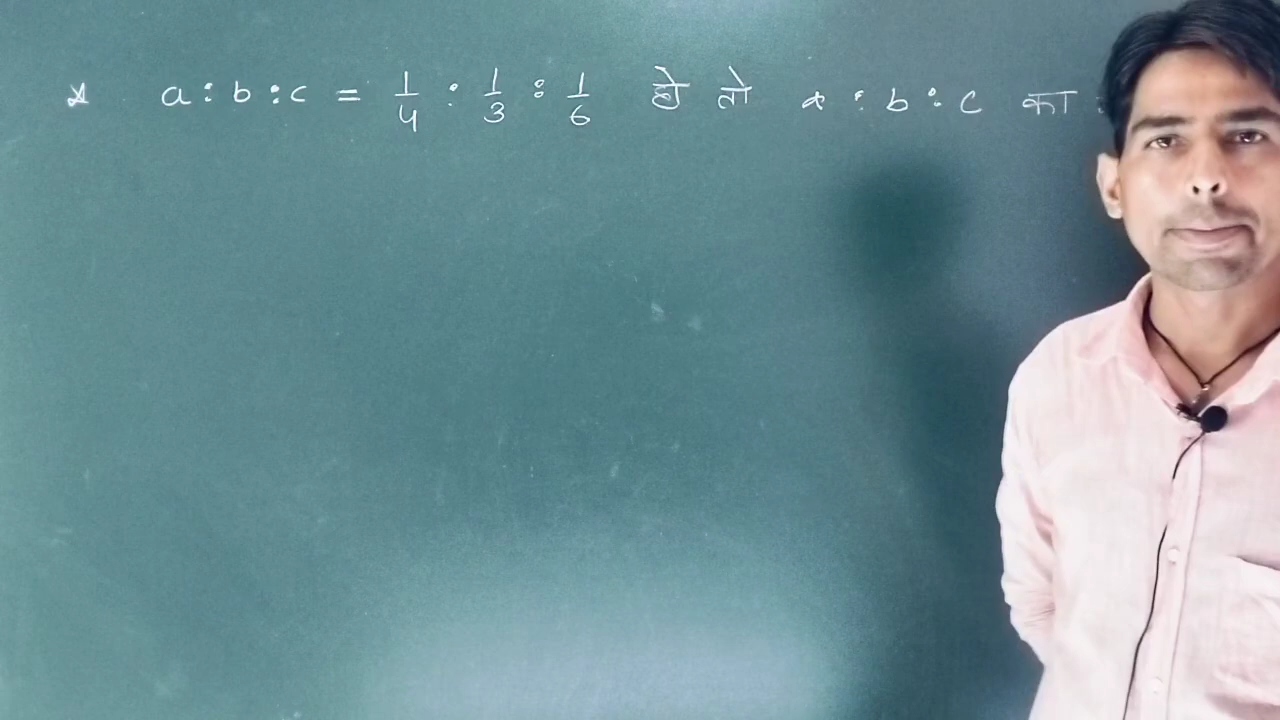 * a : b : c = 1/4 : 1/3 : 1/6 हो तो a : b : c का